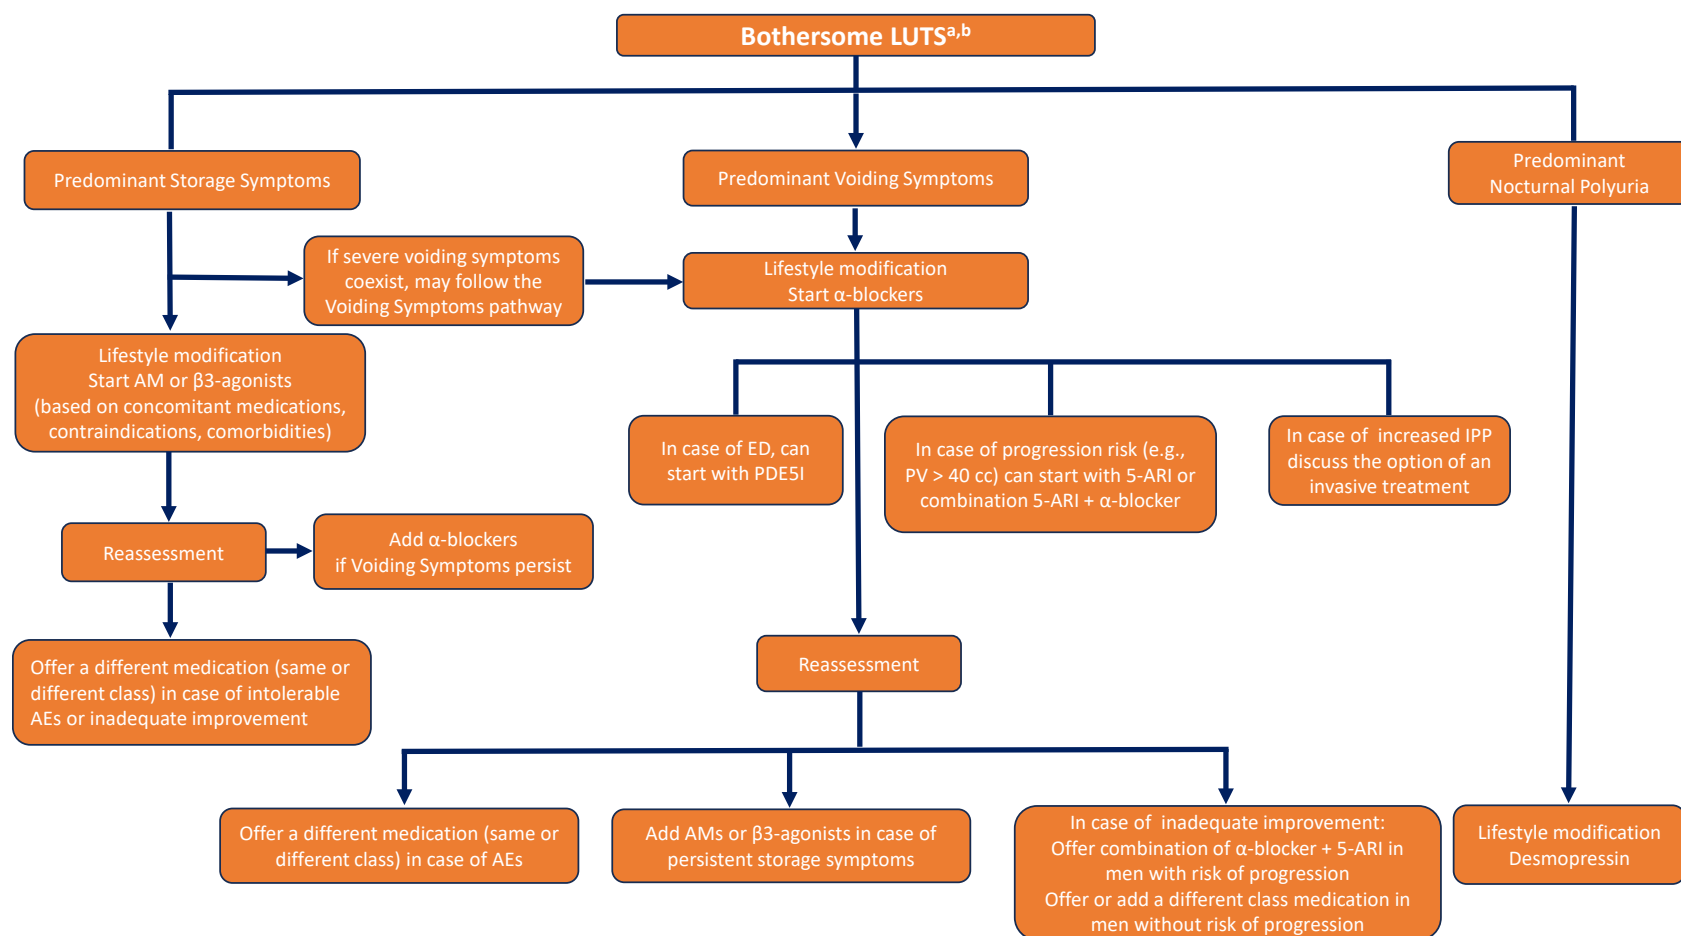 Bothersome LUTSa,b
Predominant Storage Symptoms
Predominant Voiding Symptoms
Predominant
Nocturnal Polyuria
If severe voiding symptoms
coexist, may follow the
Voiding Symptoms pathway
Lifestyle modification
Start α-blockers
Lifestyle modification
Start AM or β3-agonists
(based on concomitant medications,
contraindications, comorbidities)
In case of ED, can
start with PDE5I
In case of progression risk (e.g.,
PV > 40 cc) can start with 5-ARI or
combination 5-ARI + α-blocker
In case of increased IPP
discuss the option of an
invasive treatment
Reassessment
Add α-blockers
if Voiding Symptoms persist
Offer a different medication (same or
different class) in case of intolerable
AEs or inadequate improvement
Reassessment
Offer a different medication (same or
different class) in case of AEs
Add AMs or β3-agonists in case of
persistent storage symptoms
In case of inadequate improvement:
Offer combination of α-blocker + 5-ARI in
men with risk of progression
Offer or add a different class medication in
men without risk of progression
Lifestyle modification
Desmopressin